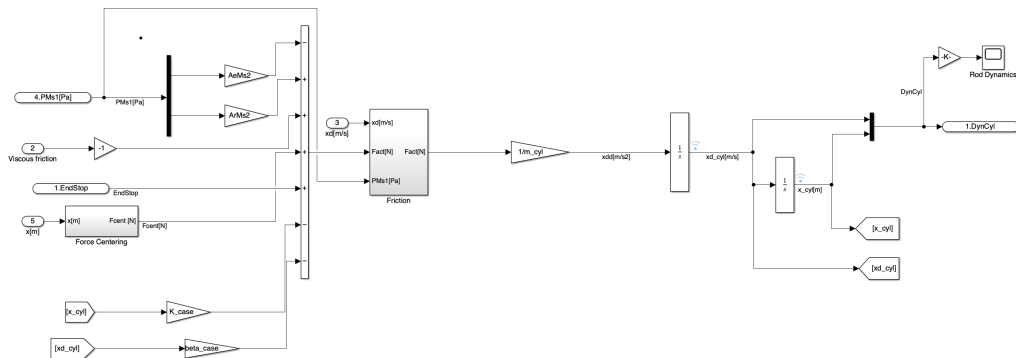 4.PMs1[Pa]
PMs1[Pa]
AeMs2
ArMs2
2
Viscous friction
-1
1.EndStop
EndStop
5
x[m]
x[m]
Fcent [N]
Force Centering
Fcent[N]
[x_cyl]
K_case
[xd_cyl]
beta_case
−
+
+
+
+
−
−
3
xd[m/s]
xd[m/s]
Fact[N]
Fact[N]
PMs1[Pa]
Friction
1/m_cyl
xdd[m/s2]
1
s
xd_cyl[m/s]
1
s
x_cyl[m]
-K-
Rod Dynamics
DynCyl
1.DynCyl
[x_cyl]
[xd_cyl]